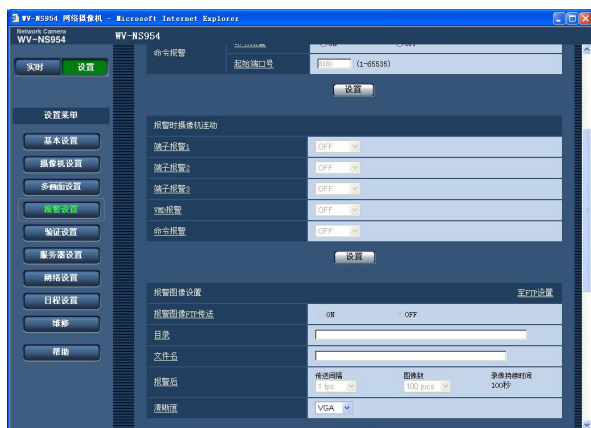 WV-NS954 网络摄像机 - Microsoft Internet Explorer
Network Camera
WV-NS954
WV-NS954
实时
设置
设置菜单
基本设置
摄像机设置
多画面设置
报警设置
验证设置
服务器设置
网络设置
日程设置
维修
帮助
命令报警
起始端口号
8181 (1-65535)
设置
报警时摄像机连动
端子报警1 OFF
端子报警2 OFF
端子报警3 OFF
VMD报警 OFF
命令报警 OFF
设置
报警图像设置 至FTP设置
报警图像FTP传送 ON OFF
目录
文件名
报警后
传送间隔 图像数 录像持续时间
1 fps 100 pics 100秒
清晰度 VGA